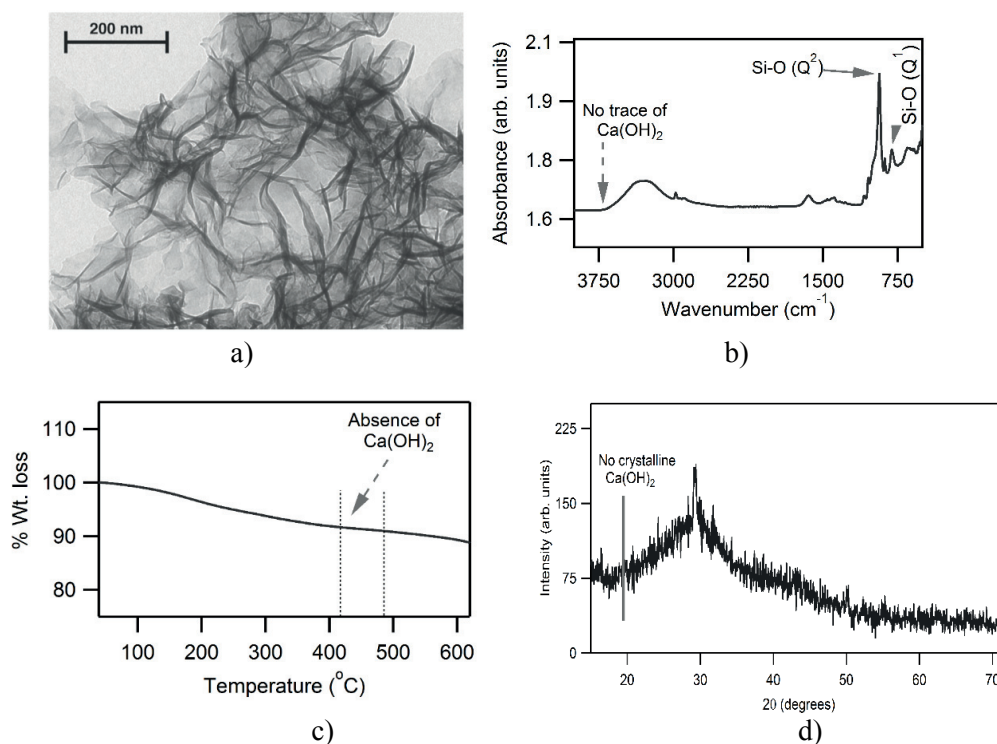 200 nm
a)
2.1
1.9
1.8
1.6
Absorbance (arb. units)
No trace of
Ca(OH)2
Si-O (Q2)
Si-O (Q1)
3750 3000 2250 1500 750
Wavenumber (cm-1)
b)
110
100
90
80
% Wt. loss
Absence of
Ca(OH)2
100 200 300 400 500 600
Temperature (oC)
c)
225
150
75
0
Intensity (arb. units)
No crystalline
Ca(OH)2
20 30 40 50 60 70
2θ (degrees)
d)